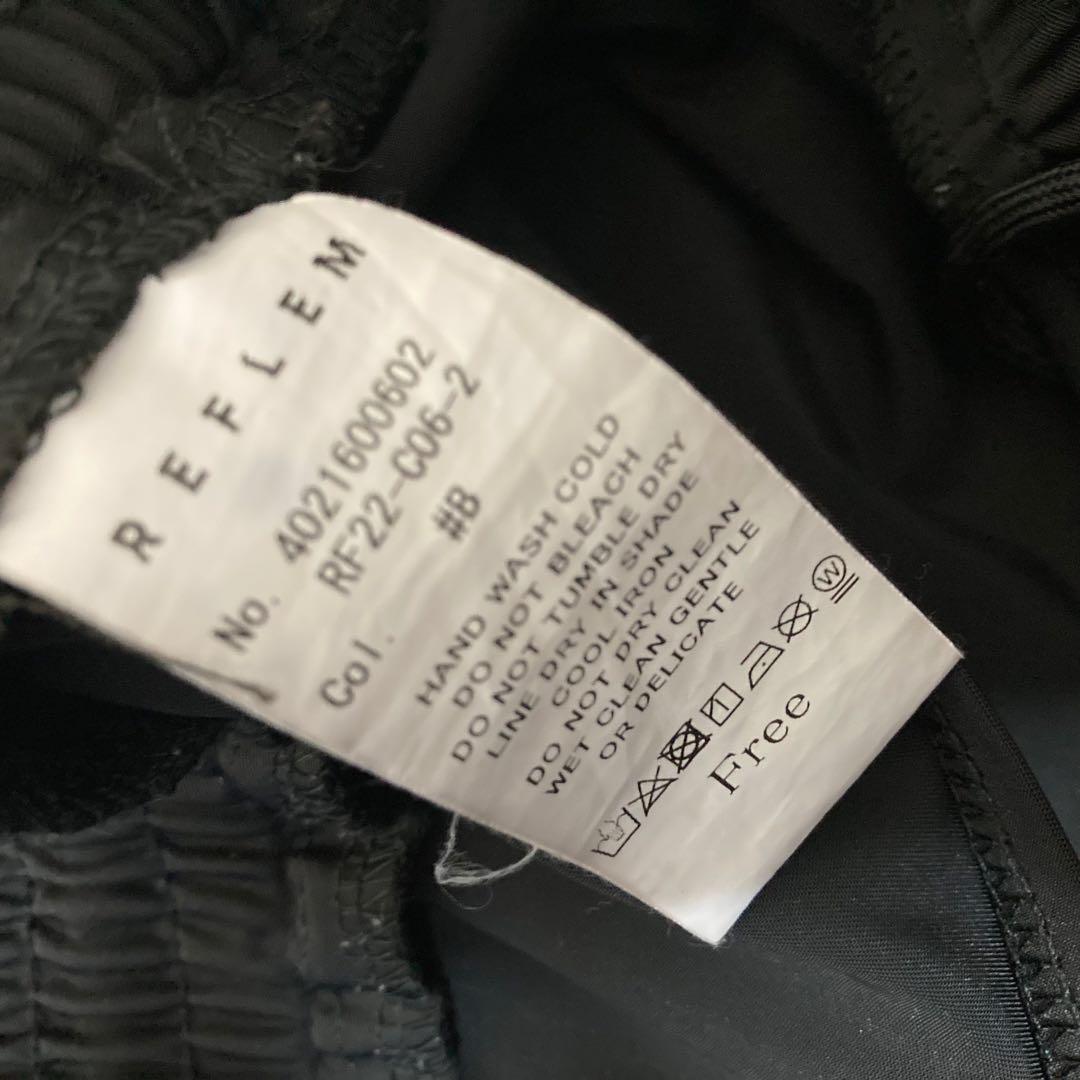 REFLEM
No. 4021600602
RF22-C06-2
Col. #B
HAND WASH COLD
DO NOT BLEACH
DO NOT TUMBLE DRY
LINE DRY IN SHADE
COOL IRON
DO NOT DRY CLEAN
WET CLEAN GENTLE
OR DELICATE
W
Free